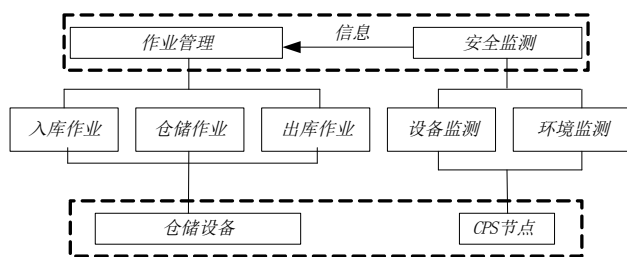 作业管理
信息
安全监测
入库作业
仓储作业
出库作业
设备监测
环境监测
仓储设备
CPS节点